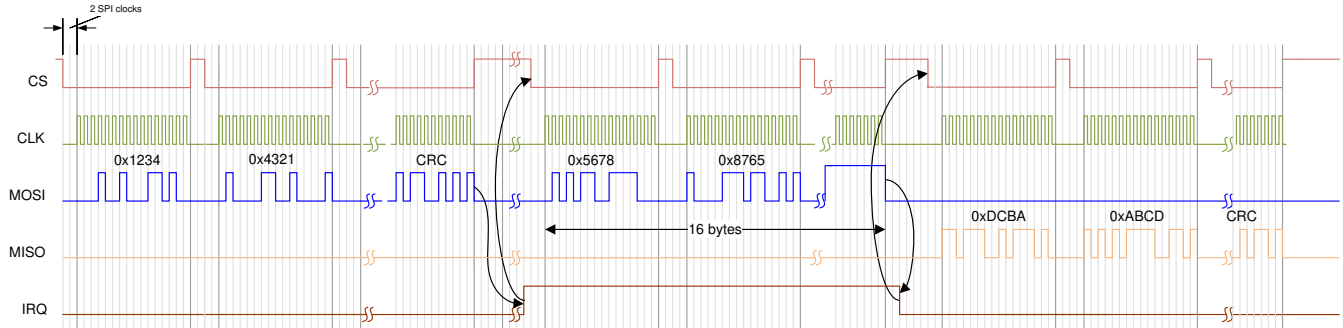 2 SPI clocks
CS
CLK
0x1234 0x4321 CRC 0x5678 0x8765
MOSI
0xDCBA 0xABCD CRC
16 bytes
MISO
IRQ